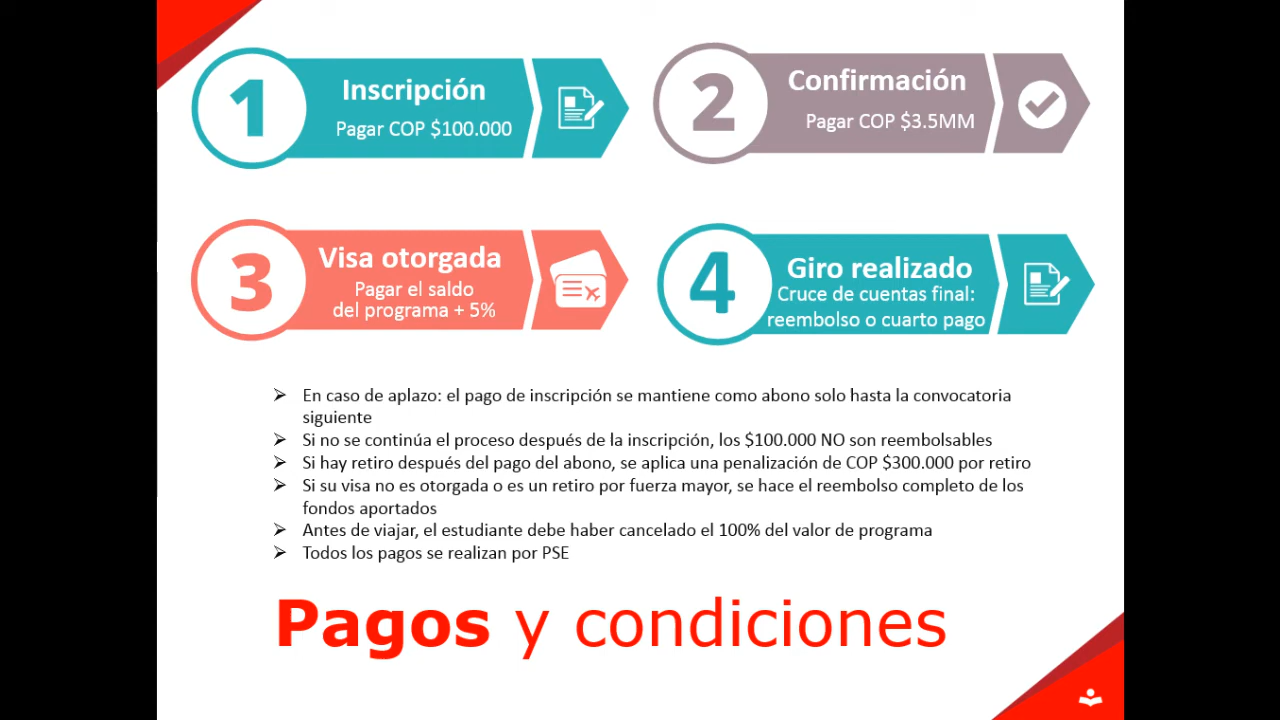 1
Inscripción
Pagar COP $100.000
2
Confirmación
Pagar COP $3.5MM
3
Visa otorgada
Pagar el saldo
del programa + 5%
4
Giro realizado
Cruce de cuentas final:
reembolso o cuarto pago
➢ En caso de aplazo: el pago de inscripción se mantiene como abono solo hasta la convocatoria
siguiente
➢ Si no se continúa el proceso después de la inscripción, los $100.000 NO son reembolsables
➢ Si hay retiro después del pago del abono, se aplica una penalización de COP $300.000 por retiro
➢ Si su visa no es otorgada o es un retiro por fuerza mayor, se hace el reembolso completo de los
fondos aportados
➢ Antes de viajar, el estudiante debe haber cancelado el 100% del valor de programa
➢ Todos los pagos se realizan por PSE
Pagos y condiciones